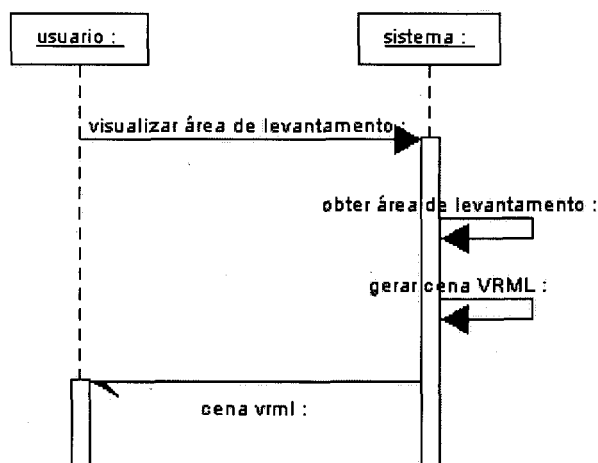 usuario :
sistema :
visualizar área de levantamento :
obter área de levantamento :
gerar cena VRML :
cena vrml :